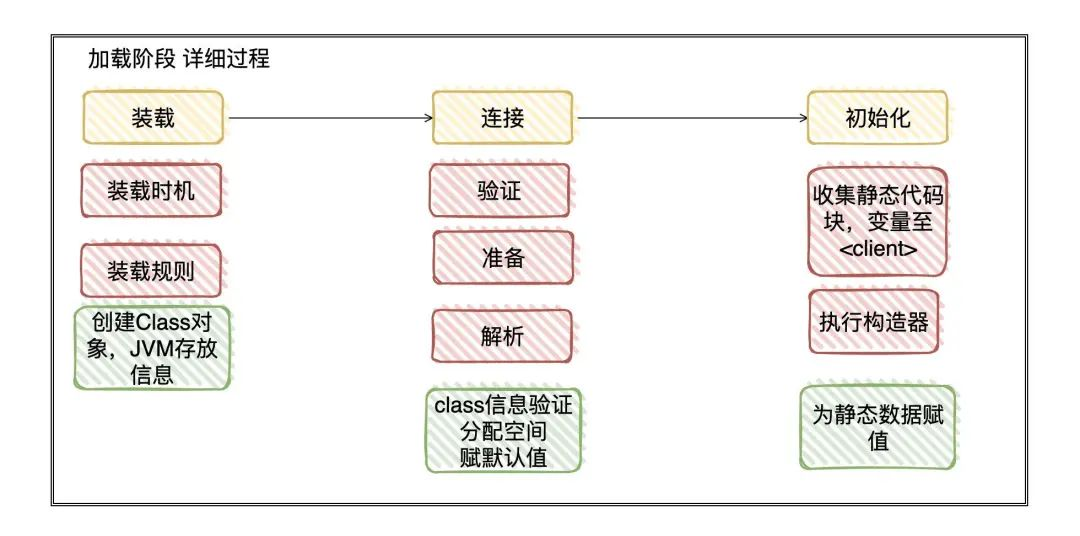 加载阶段 详细过程
装载
连接
初始化
装载时机
验证
收集静态代码
块，变量至
<client>
装载规则
准备
创建Class对
象，JVM存放
信息
解析
执行构造器
class信息验证
分配空间
赋默认值
为静态数据赋
值